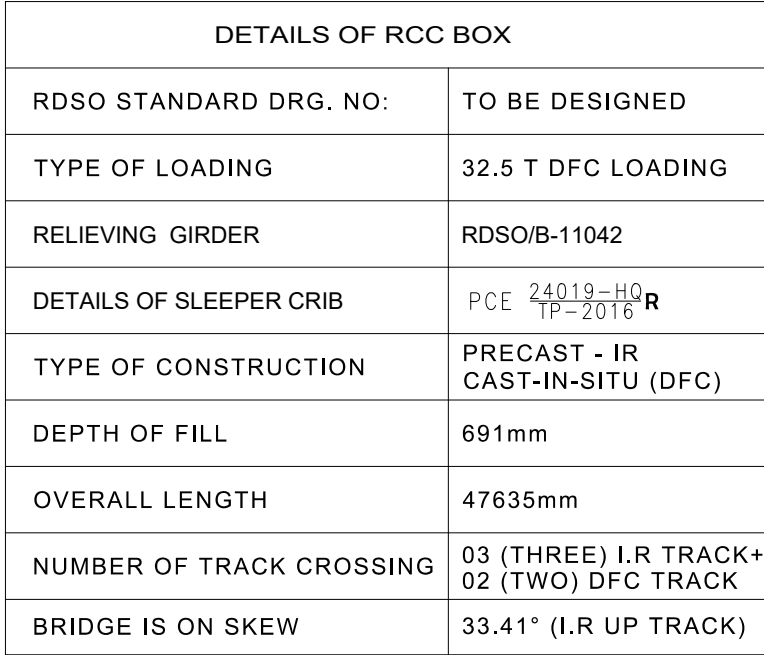 DETAILS OF RCC BOX
RDSO STANDARD DRG. NO: TO BE DESIGNED
TYPE OF LOADING 32.5 T DFC LOADING
RELIEVING GIRDER RDSO/B-11042
DETAILS OF SLEEPER CRIB PCE 24019-HQ/TP-2016 R
TYPE OF CONSTRUCTION PRECAST - IR
CAST-IN-SITU (DFC)
DEPTH OF FILL 691mm
OVERALL LENGTH 47635mm
NUMBER OF TRACK CROSSING 03 (THREE) I.R TRACK+
02 (TWO) DFC TRACK
BRIDGE IS ON SKEW 33.41° (I.R UP TRACK)